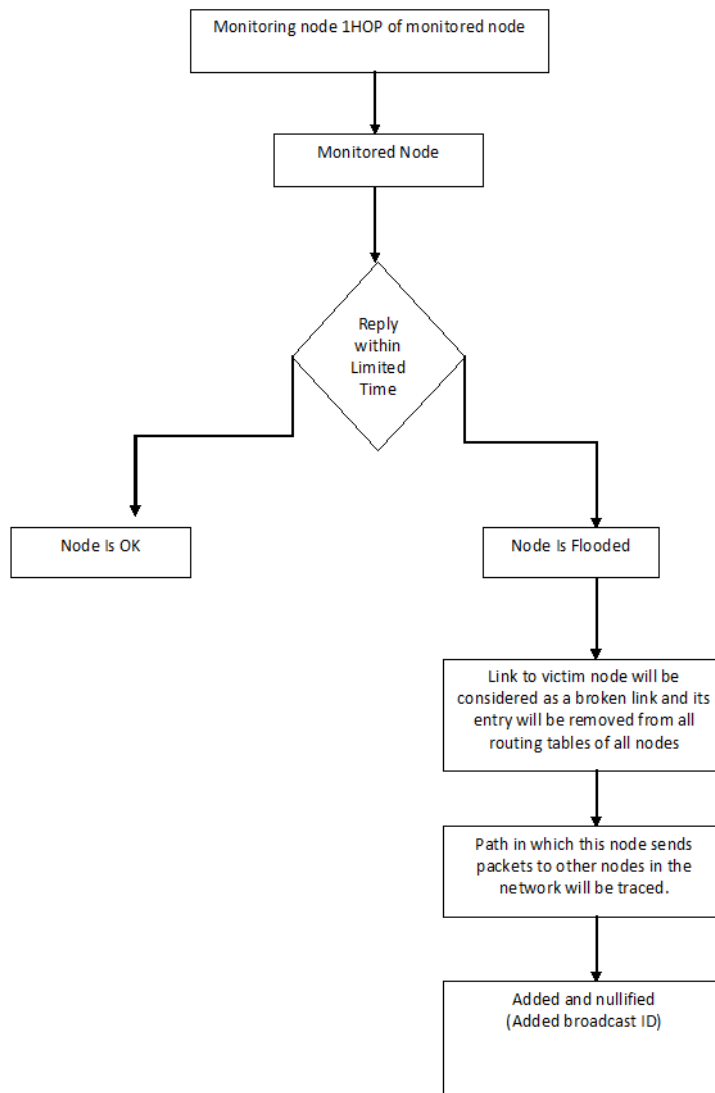 Monitoring node 1HOP of monitored node
Monitored Node
Reply
within
Limited
Time
Node Is OK
Node Is Flooded
Link to victim node will be
considered as a broken link and its
entry will be removed from all
routing tables of all nodes
Path in which this node sends
packets to other nodes in the
network will be traced.
Added and nullified
(Added broadcast ID)